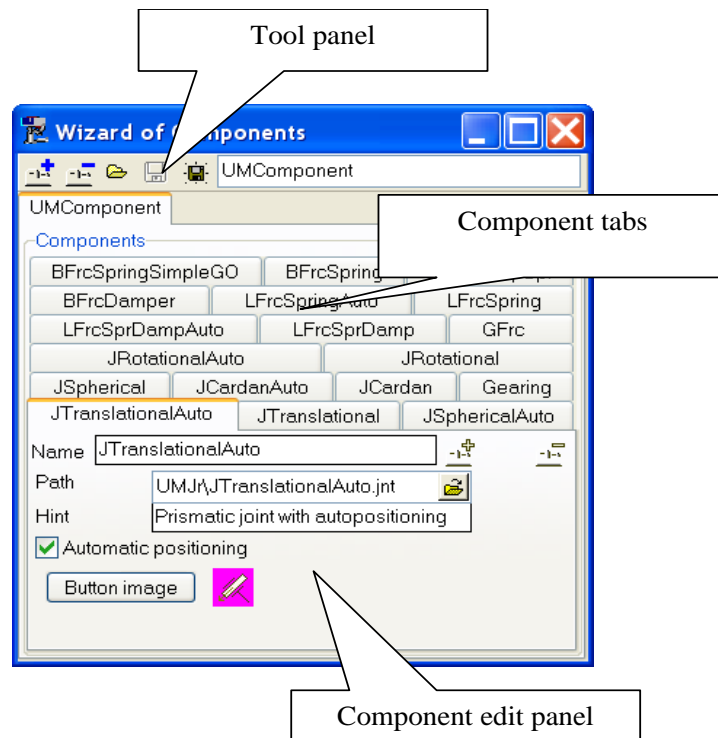 Tool panel
Wizard of Components
UMComponent
UMComponent
Component tabs
Components
BFrcSpringSimpleGO BFrcSpring
BFrcDamper LFrcSpringAuto LFrcSpring
LFrcSprDampAuto LFrcSprDamp GFrc
JRotationalAuto JRotational
JSpherical JCardanAuto JCardan Gearing
JTranslationalAuto JTranslational JSphericalAuto
Name JTranslationalAuto
Path UMJr\JTranslationalAuto.jnt
Hint Prismatic joint with autopositioning
Automatic positioning
Button image
Component edit panel